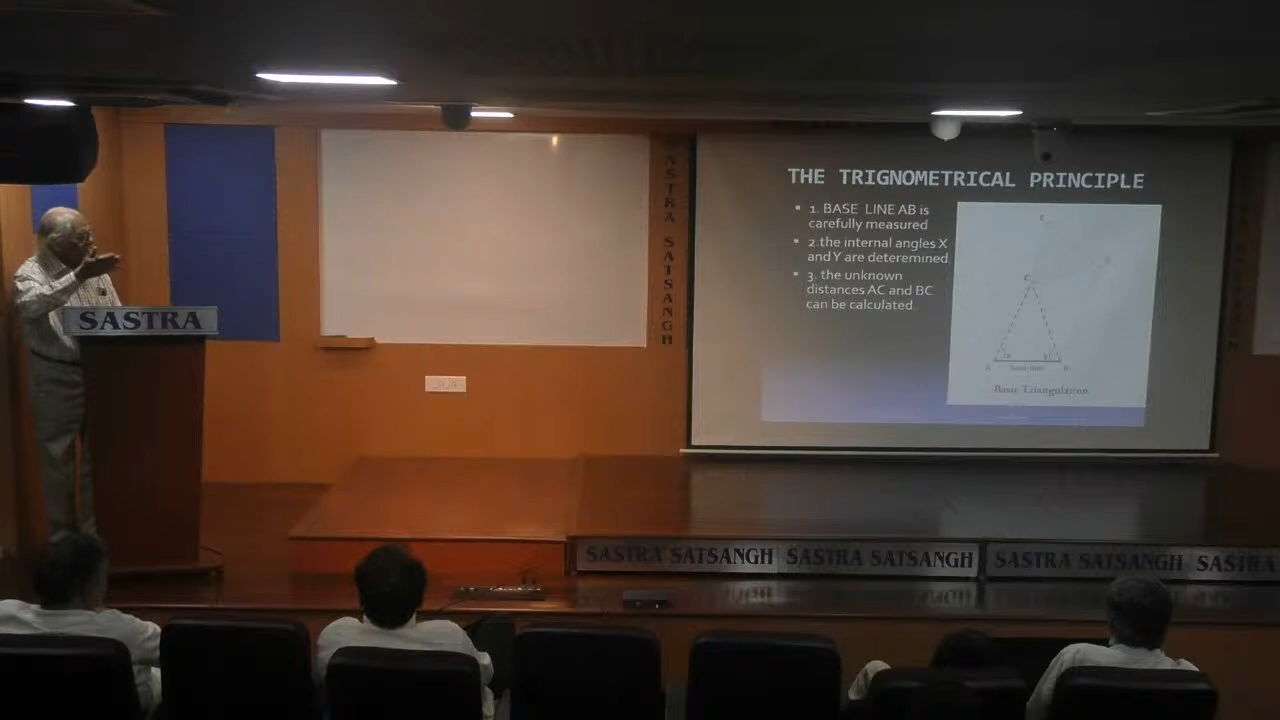 SASTRA
SASTRA SATSANGH
THE TRIGNOMETRICAL PRINCIPLE
1. BASE LINE AB is
carefully measured
2.the internal angles X
and Y are deteremined.
3. the unknown
distances AC and BC
can be calculated.
C
Basic Triangulation
SASTRA SATSANGH SASTRA SATSANGH SASTRA SATSANGH SASTRA